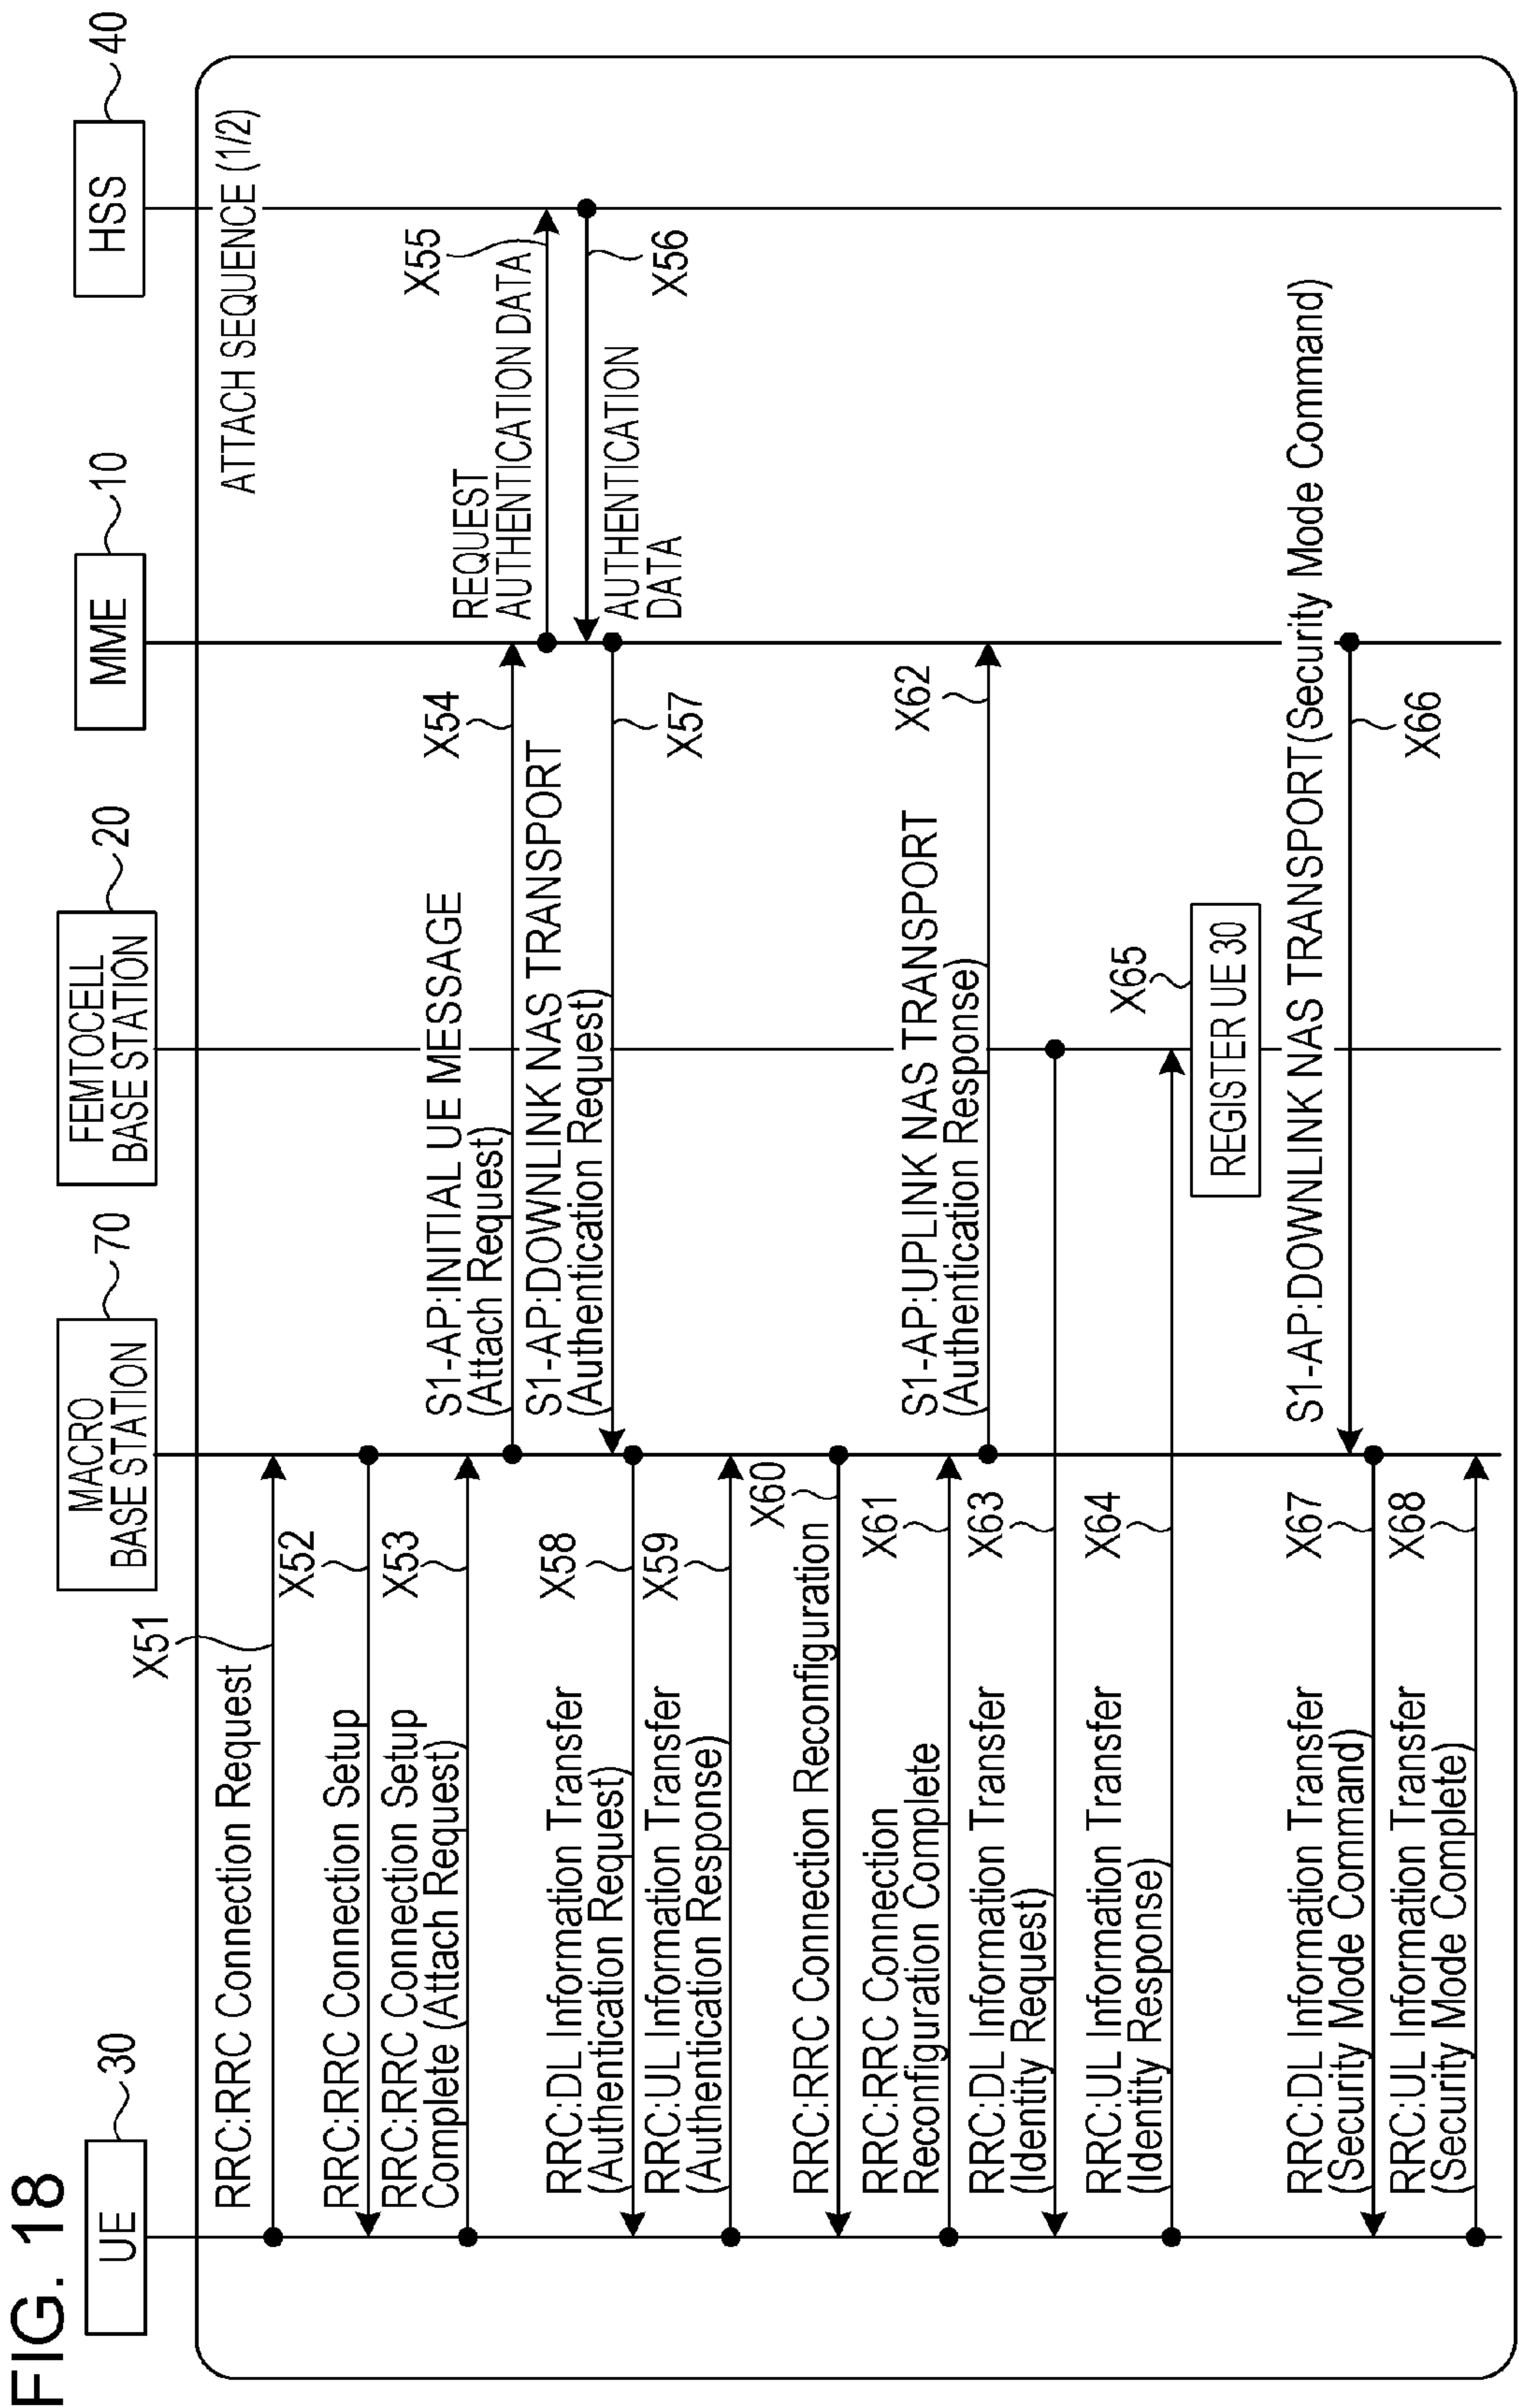 FIG. 18
UE
30
MACRO
BASE STATION
70
FEMTOCELL
BASE STATION
20
MME
10
HSS
40
ATTACH SEQUENCE (1/2)
X51
RRC:RRC Connection Request
X52
RRC:RRC Connection Setup
X53
RRC:RRC Connection Setup
Complete (Attach Request)
X54
S1-AP:INITIAL UE MESSAGE
(Attach Request)
X55
REQUEST
AUTHENTICATION DATA
X56
AUTHENTICATION
DATA
S1-AP:DOWNLINK NAS TRANSPORT
(Authentication Request)
X57
X58
RRC:DL Information Transfer
(Authentication Request)
X59
RRC:UL Information Transfer
(Authentication Response)
X60
RRC:RRC Connection Reconfiguration
X61
RRC:RRC Connection
Reconfiguration Complete
X62
S1-AP:UPLINK NAS TRANSPORT
(Authentication Response)
X63
RRC:DL Information Transfer
(Identity Request)
X64
RRC:UL Information Transfer
(Identity Response)
X65
REGISTER UE 30
S1-AP:DOWNLINK NAS TRANSPORT(Security Mode Command)
X66
X67
RRC:DL Information Transfer
(Security Mode Command)
X68
RRC:UL Information Transfer
(Security Mode Complete)